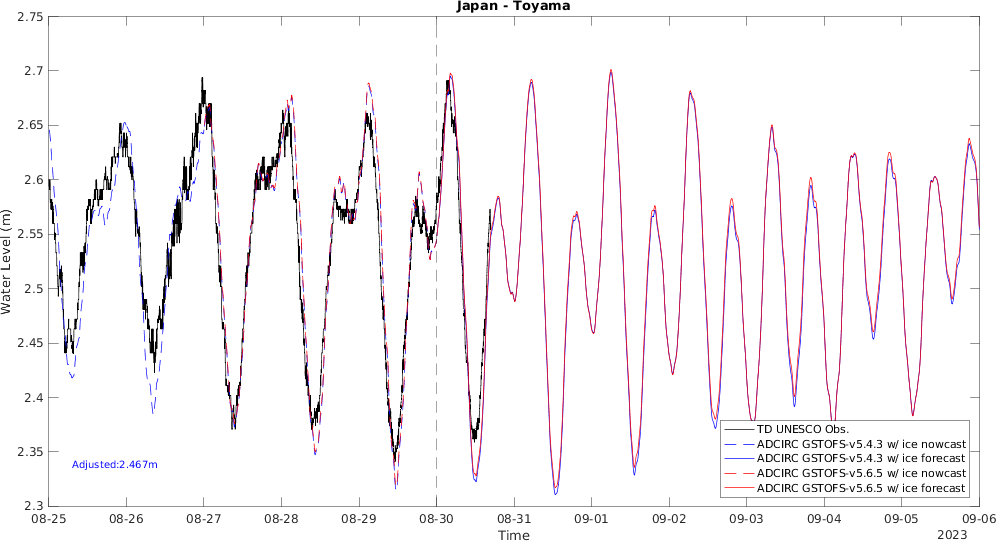 Japan - Toyama
2.75
2.7
2.65
2.6
2.55
2.5
2.45
2.4
2.35
2.3
Water Level (m)
Adjusted:2.467m
TD UNESCO Obs.
ADCIRC GSTOFS-v5.4.3 w/ ice nowcast
ADCIRC GSTOFS-v5.4.3 w/ ice forecast
ADCIRC GSTOFS-v5.6.5 w/ ice nowcast
ADCIRC GSTOFS-v5.6.5 w/ ice forecast
08-25 08-26 08-27 08-28 08-29 08-30 08-31 09-01 09-02 09-03 09-04 09-05 09-06
Time
2023